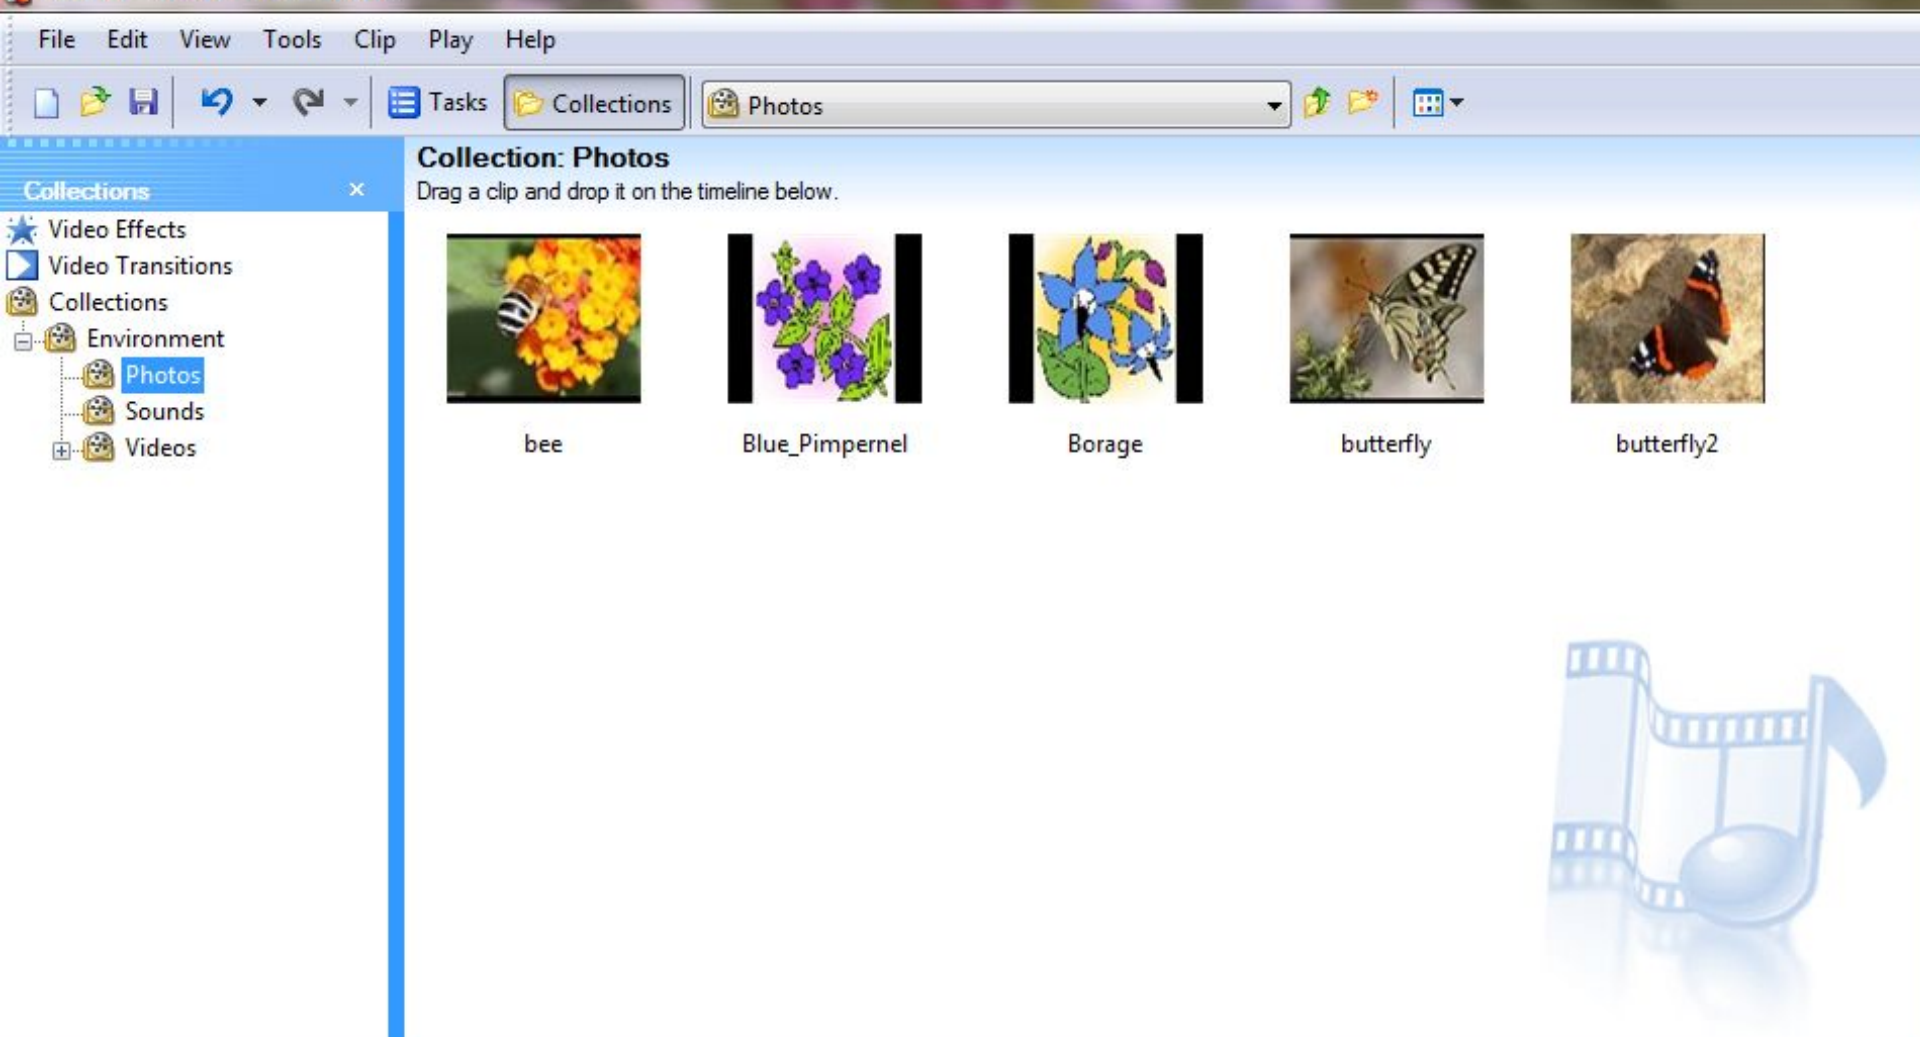 File Edit View Tools Clip Play Help
Tasks Collections Photos
Collections
Video Effects
Video Transitions
Collections
Environment
Photos
Sounds
Videos
Collection: Photos
Drag a clip and drop it on the timeline below.
bee Blue_Pimpernel Borage butterfly butterfly2